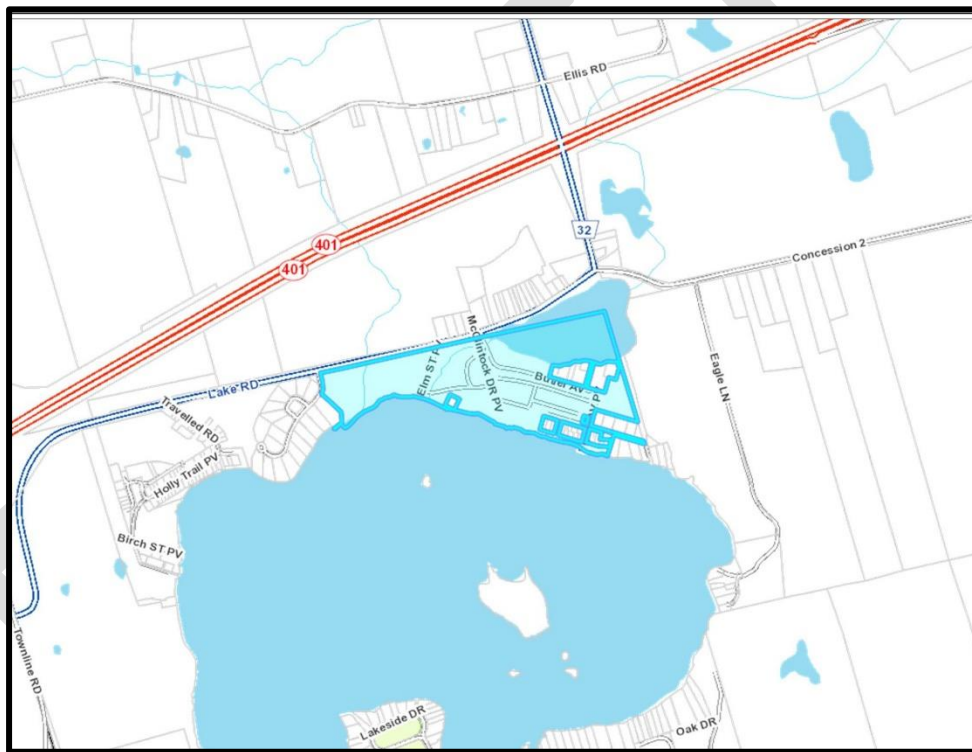 Ellis RD
32
401
401
Concession 2
McClintock DR PV
Elm ST
Lake RD
Eagle LN
Travelled RD
Holly Trail PV
Birch ST PV
Townline RD
Lakeside DR
Oak DR